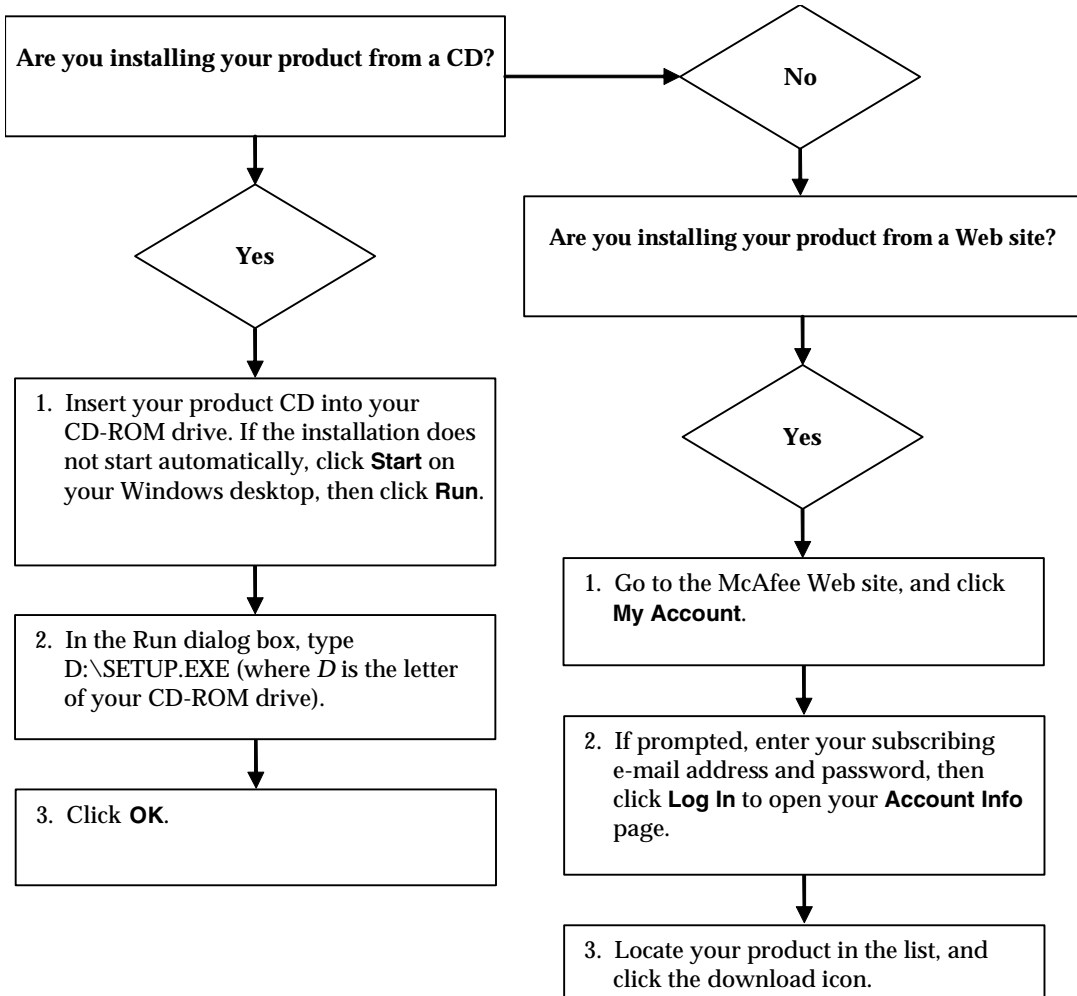 Are you installing your product from a CD?
No
Yes
Are you installing your product from a Web site?
1. Insert your product CD into your
CD-ROM drive. If the installation does
not start automatically, click Start on
your Windows desktop, then click Run.
2. In the Run dialog box, type
D:\SETUP.EXE (where D is the letter
of your CD-ROM drive).
3. Click OK.
Yes
1. Go to the McAfee Web site, and click
My Account.
2. If prompted, enter your subscribing
e-mail address and password, then
click Log In to open your Account Info
page.
3. Locate your product in the list, and
click the download icon.